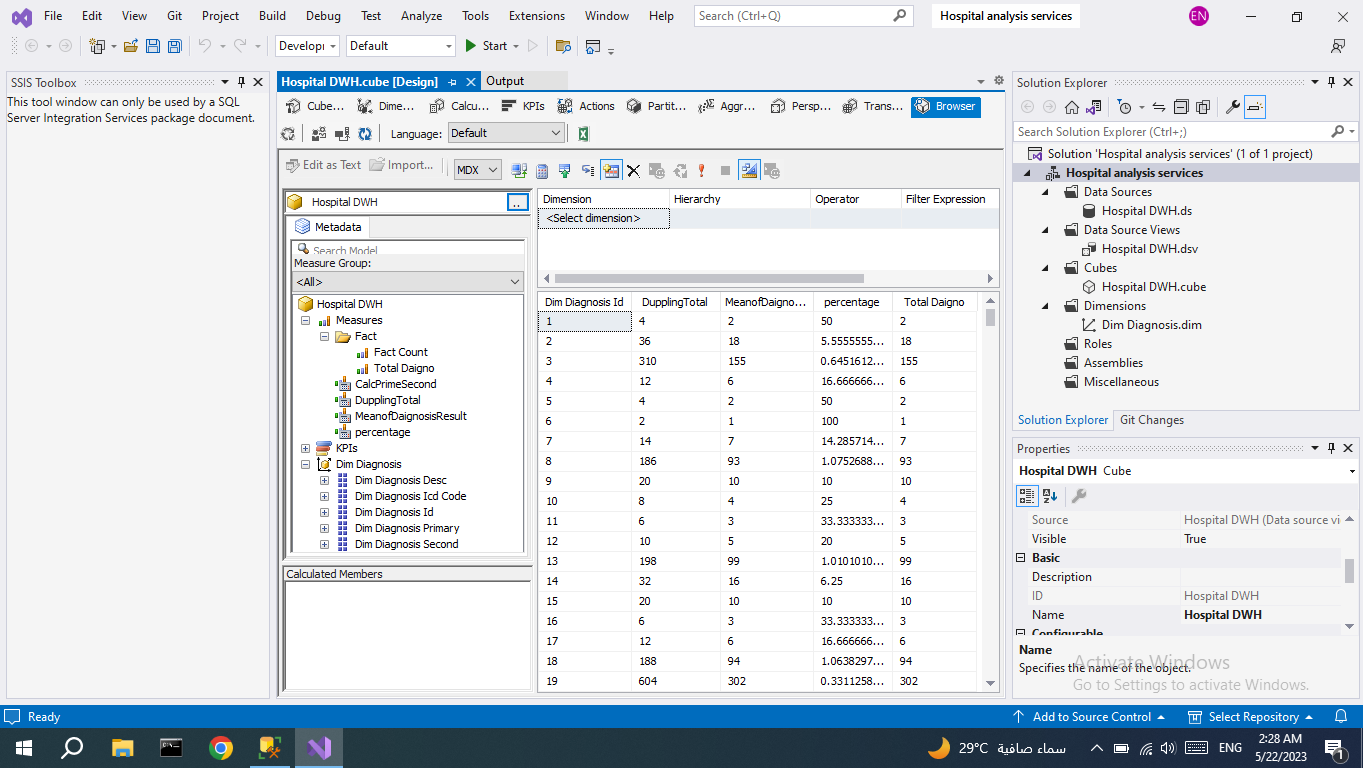 File Edit View Git Project Build Debug Test Analyze Tools Extensions Window Help Search (Ctrl+Q) Hospital analysis services EN
Developı Default Start
SSIS Toolbox
This tool window can only be used by a SQL
Server Integration Services package document.
Hospital DWH.cube [Design] Output
Cube... Dime... Calcu... KPIs Actions Partit... Aggr... Persp... Trans... Browser
Language: Default
Edit as Text Import... MDX
Hospital DWH ..
Metadata
Search Model
Measure Group:
<All>
Hospital DWH
Measures
Fact
Fact Count
Total Daigno
CalcPrimeSecond
DupplingTotal
MeanofDaignosisResult
percentage
KPIs
Dim Diagnosis
Dim Diagnosis Desc
Dim Diagnosis Icd Code
Dim Diagnosis Id
Dim Diagnosis Primary
Dim Diagnosis Second
Calculated Members
Dimension Hierarchy Operator Filter Expression
<Select dimension>
Dim Diagnosis Id DupplingTotal MeanofDaigno... percentage Total Daigno
1 4 2 50 2
2 36 18 5.5555555... 18
3 310 155 0.6451612... 155
4 12 6 16.666666... 6
5 4 2 50 2
6 2 1 100 1
7 14 7 14.285714... 7
8 186 93 1.0752688... 93
9 20 10 10 10
10 8 4 25 4
11 6 3 33.333333... 3
12 10 5 20 5
13 198 99 1.0101010... 99
14 32 16 6.25 16
15 20 10 10 10
16 6 3 33.333333... 3
17 12 6 16.666666... 6
18 188 94 1.0638297... 94
19 604 302 0.3311258... 302
Solution Explorer
Search Solution Explorer (Ctrl+;)
Solution 'Hospital analysis services' (1 of 1 project)
Hospital analysis services
Data Sources
Hospital DWH.ds
Data Source Views
Hospital DWH.dsv
Cubes
Hospital DWH.cube
Dimensions
Dim Diagnosis.dim
Roles
Assemblies
Miscellaneous
Solution Explorer Git Changes
Properties
Hospital DWH Cube
Source Hospital DWH (Data source vi
Visible True
Basic
Description
ID Hospital DWH
Name Hospital DWH
Configurable
Name
Specifies the name of the object.
Activate Windows
Go to Settings to activate Windows.
Ready Add to Source Control Select Repository
29°C سماء صافية ENG 2:28 AM
5/22/2023 1